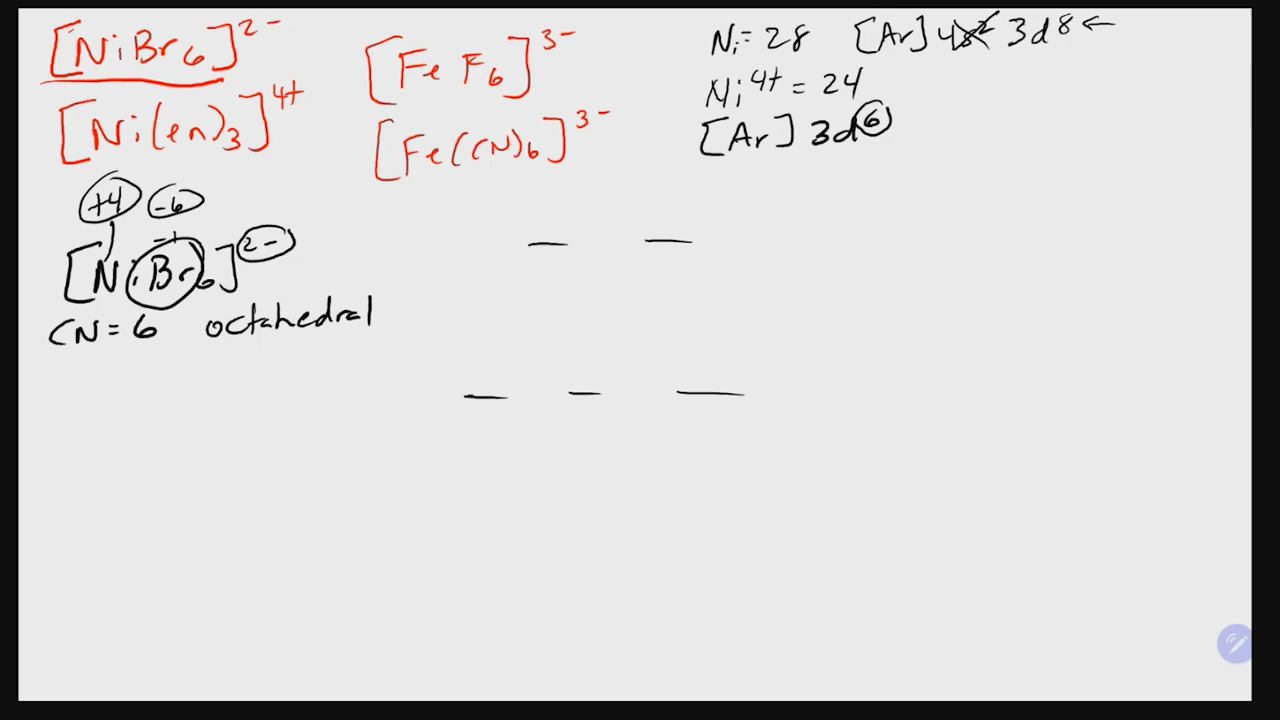 [NiBr6]2-
[Ni(en)3]4+
[FeF6]3-
[Fe(CN)6]3-
Ni = 28 [Ar] 4s2 3d8 ←
Ni4+ = 24
[Ar] 3d6
+4 -6
-1
[NiBr6]2-
CN = 6 octahedral